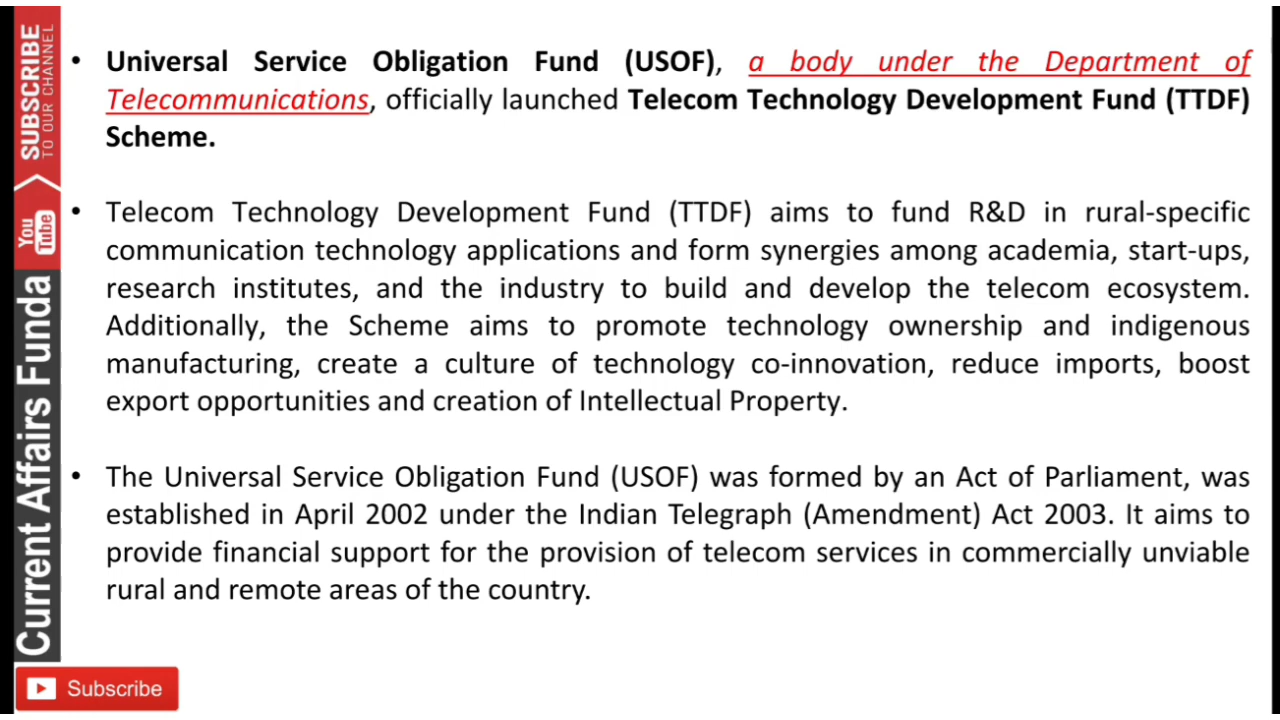 • Universal Service Obligation Fund (USOF), a body under the Department of
Telecommunications, officially launched Telecom Technology Development Fund (TTDF)
Scheme.
• Telecom Technology Development Fund (TTDF) aims to fund R&D in rural-specific
communication technology applications and form synergies among academia, start-ups,
research institutes, and the industry to build and develop the telecom ecosystem.
Additionally, the Scheme aims to promote technology ownership and indigenous
manufacturing, create a culture of technology co-innovation, reduce imports, boost
export opportunities and creation of Intellectual Property.
• The Universal Service Obligation Fund (USOF) was formed by an Act of Parliament, was
established in April 2002 under the Indian Telegraph (Amendment) Act 2003. It aims to
provide financial support for the provision of telecom services in commercially unviable
rural and remote areas of the country.
SUBSCRIBE
TO OUR CHANNEL
You
Tube
Current Affairs Funda
Subscribe